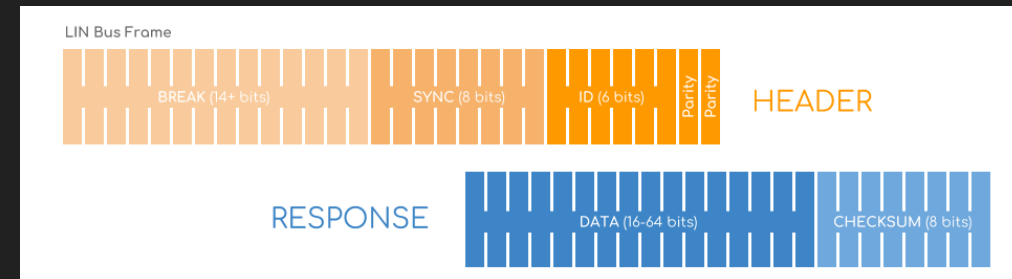 LIN Bus Frame
BREAK (14+ bits)
SYNC (8 bits)
ID (6 bits)
Parity
Parity
HEADER
RESPONSE
DATA (16-64 bits)
CHECKSUM (8 bits)